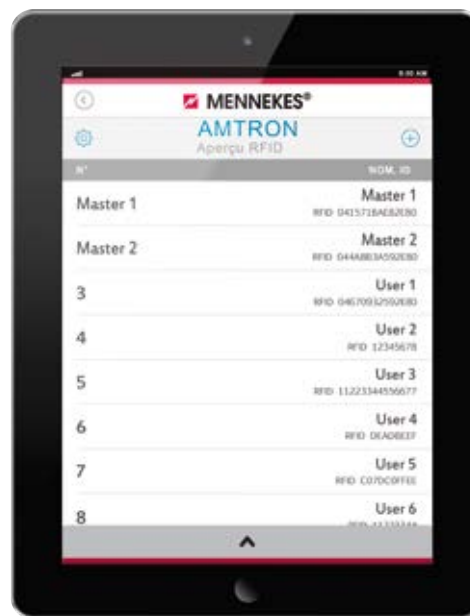 MENNEKES®
AMTRON
Aperçu RFID
N° NOM, ID
Master 1 Master 1
RFID 0415718AE82E80
Master 2 Master 2
RFID 044A8B3A592E80
3 User 1
RFID 04670932592E80
4 User 2
RFID 12345678
5 User 3
RFID 11223344556677
6 User 4
RFID DEADBEEF
7 User 5
RFID C07DC0FFEE
8 User 6